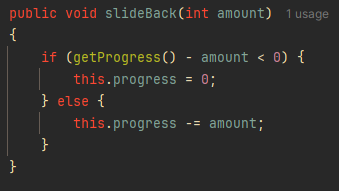 public void slideBack(int amount) 1 usage
{
if (getProgress() - amount < 0) {
this.progress = 0;
} else {
this.progress -= amount;
}
}